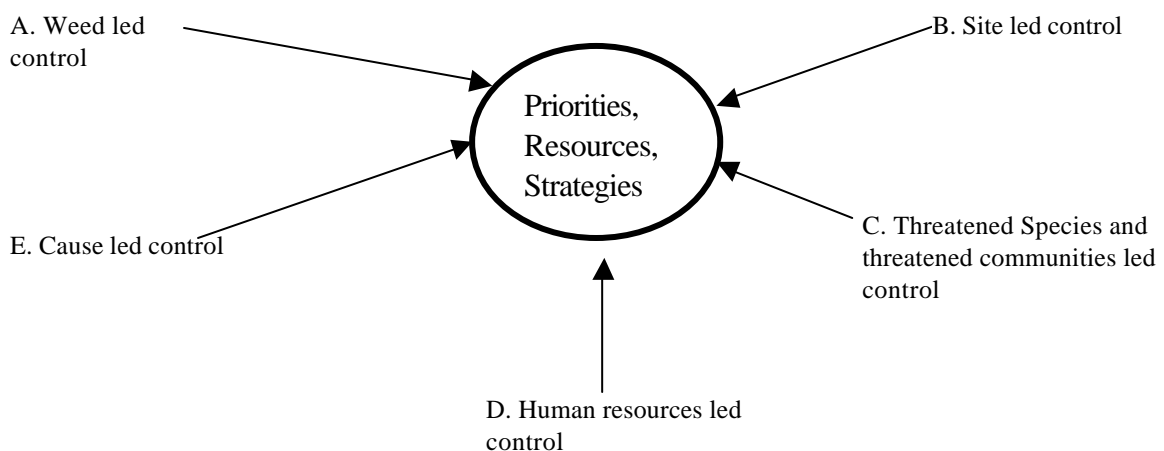 A. Weed led
control
B. Site led control
Priorities,
Resources,
Strategies
E. Cause led control
C. Threatened Species and
threatened communities led
control
D. Human resources led
control